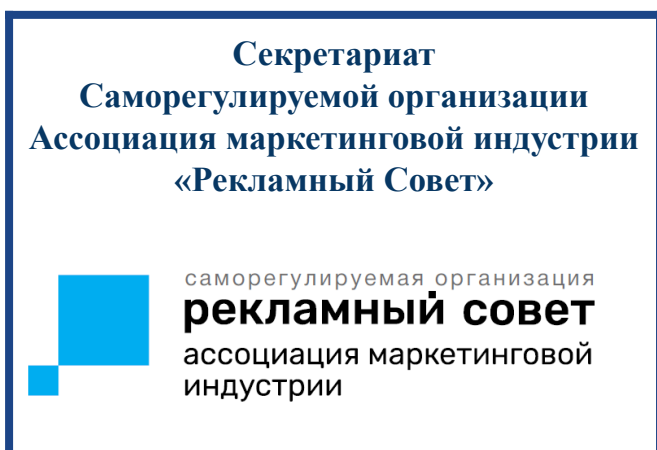 Секретариат
Саморегулируемой организации
Ассоциация маркетинговой индустрии
«Рекламный Совет»
саморегулируемая организация
рекламный совет
ассоциация маркетинговой
индустрии